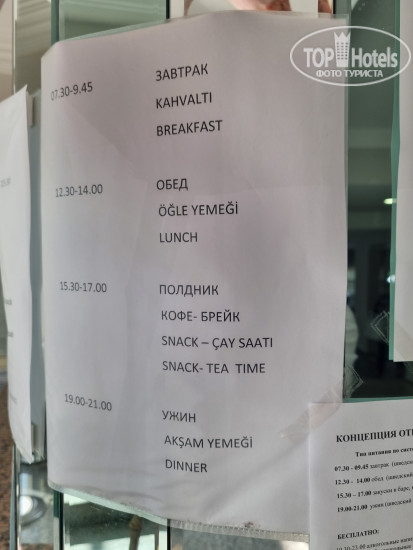 TOP Hotels
ФОТО ТУРИСТА
07.30-9.45
ЗАВТРАК
KAHVALTI
BREAKFAST
12.30-14.00
ОБЕД
ÖĞLE YEMEĞİ
LUNCH
15.30-17.00
ПОЛДНИК
КОФЕ- БРЕЙК
SNACK – ÇAY SAATI
SNACK- TEA TIME
19.00-21.00
УЖИН
AKŞAM YEMEĞİ
DINNER
КОНЦЕПЦИЯ
Тип питания по
07.30 - 09.45 завтрак
12.30 - 14.00 обед
15.30 – 17.00 закуски в баре,
19.00-21.00 ужин
БЕСПЛАТНО: